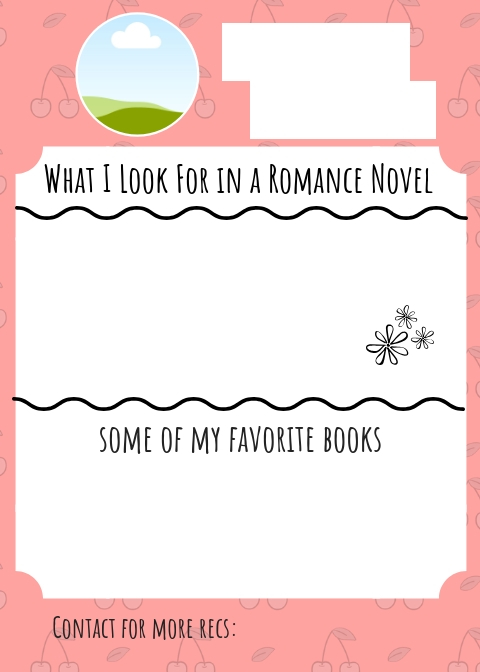 What I Look For in a Romance Novel
some of my favorite books
Contact for more recs: